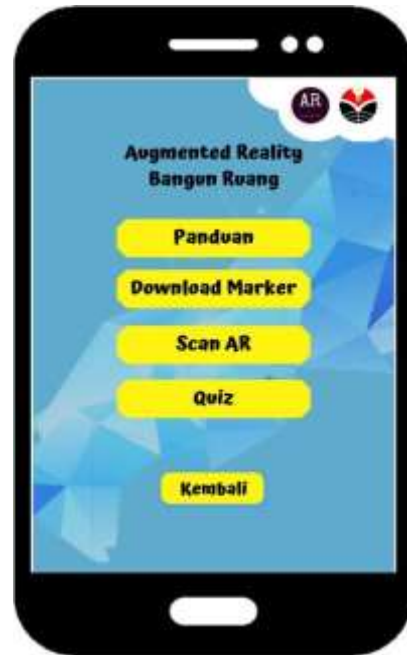 AR
Augmented Reality
Bangun Ruang
Panduan
Download Marker
Scan AR
Quiz
Kembali